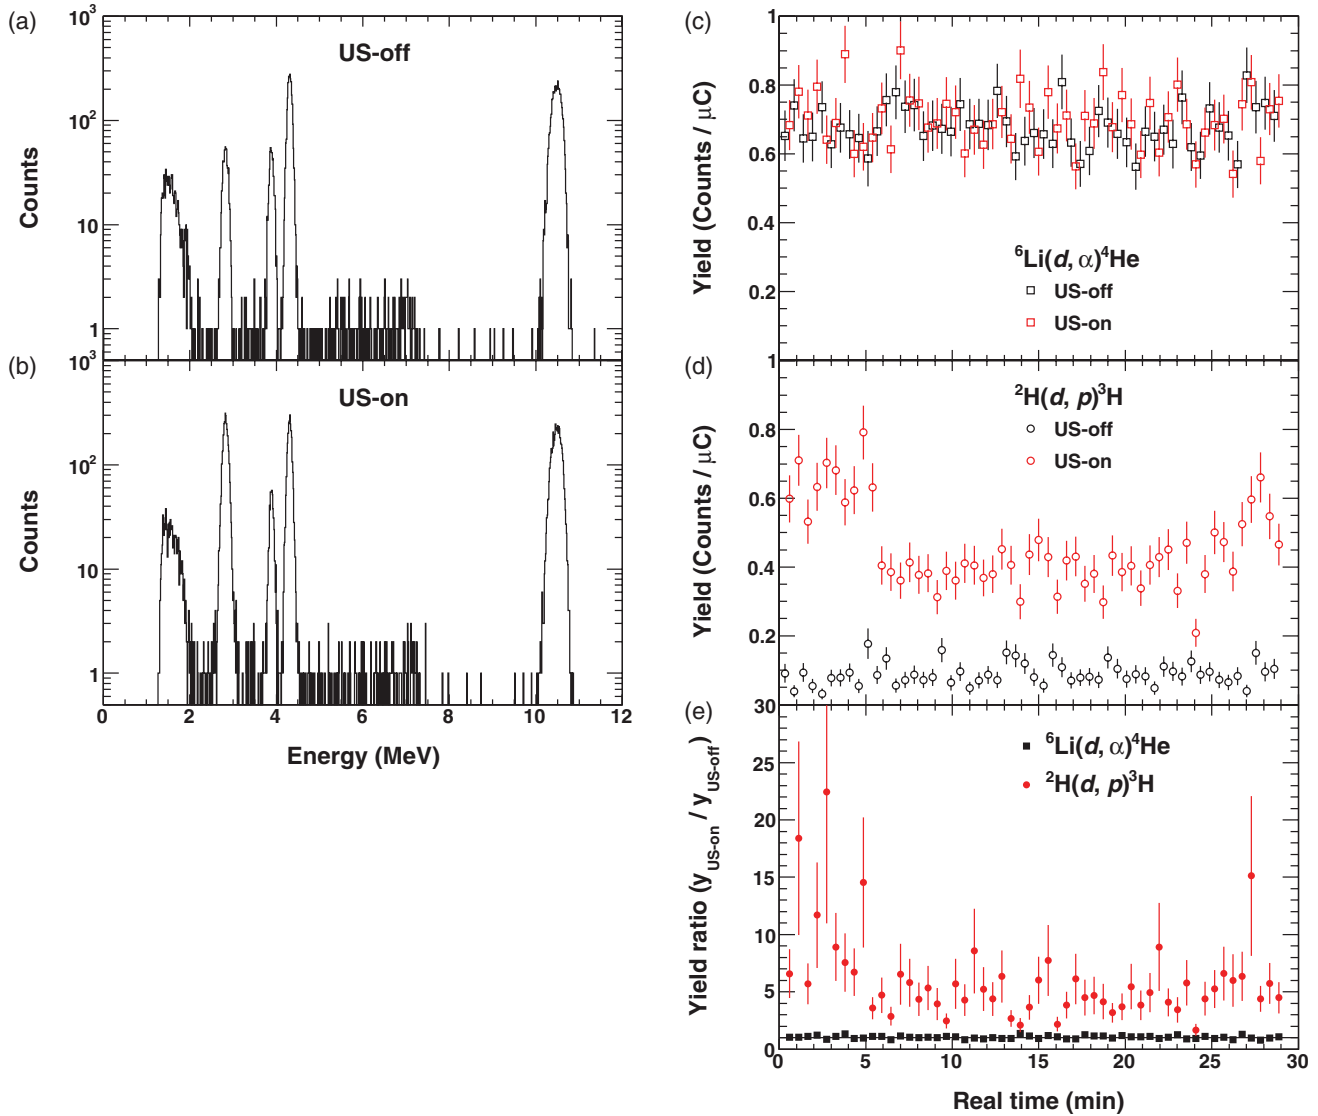 (a)
US-off
Counts
10³
10²
10
1
(b)
US-on
Counts
10³
10²
10
1
0 2 4 6 8 10 12
Energy (MeV)
(c)
Yield (Counts / μC)
1
0.8
0.6
0.4
0.2
⁶Li(d, α)⁴He
US-off
US-on
(d)
Yield (Counts / μC)
1
0.8
0.6
0.4
0.2
²H(d, p)³H
US-off
US-on
(e)
Yield ratio (y_US-on / y_US-off)
30
25
20
15
10
5
0
⁶Li(d, α)⁴He
²H(d, p)³H
0 5 10 15 20 25 30
Real time (min)